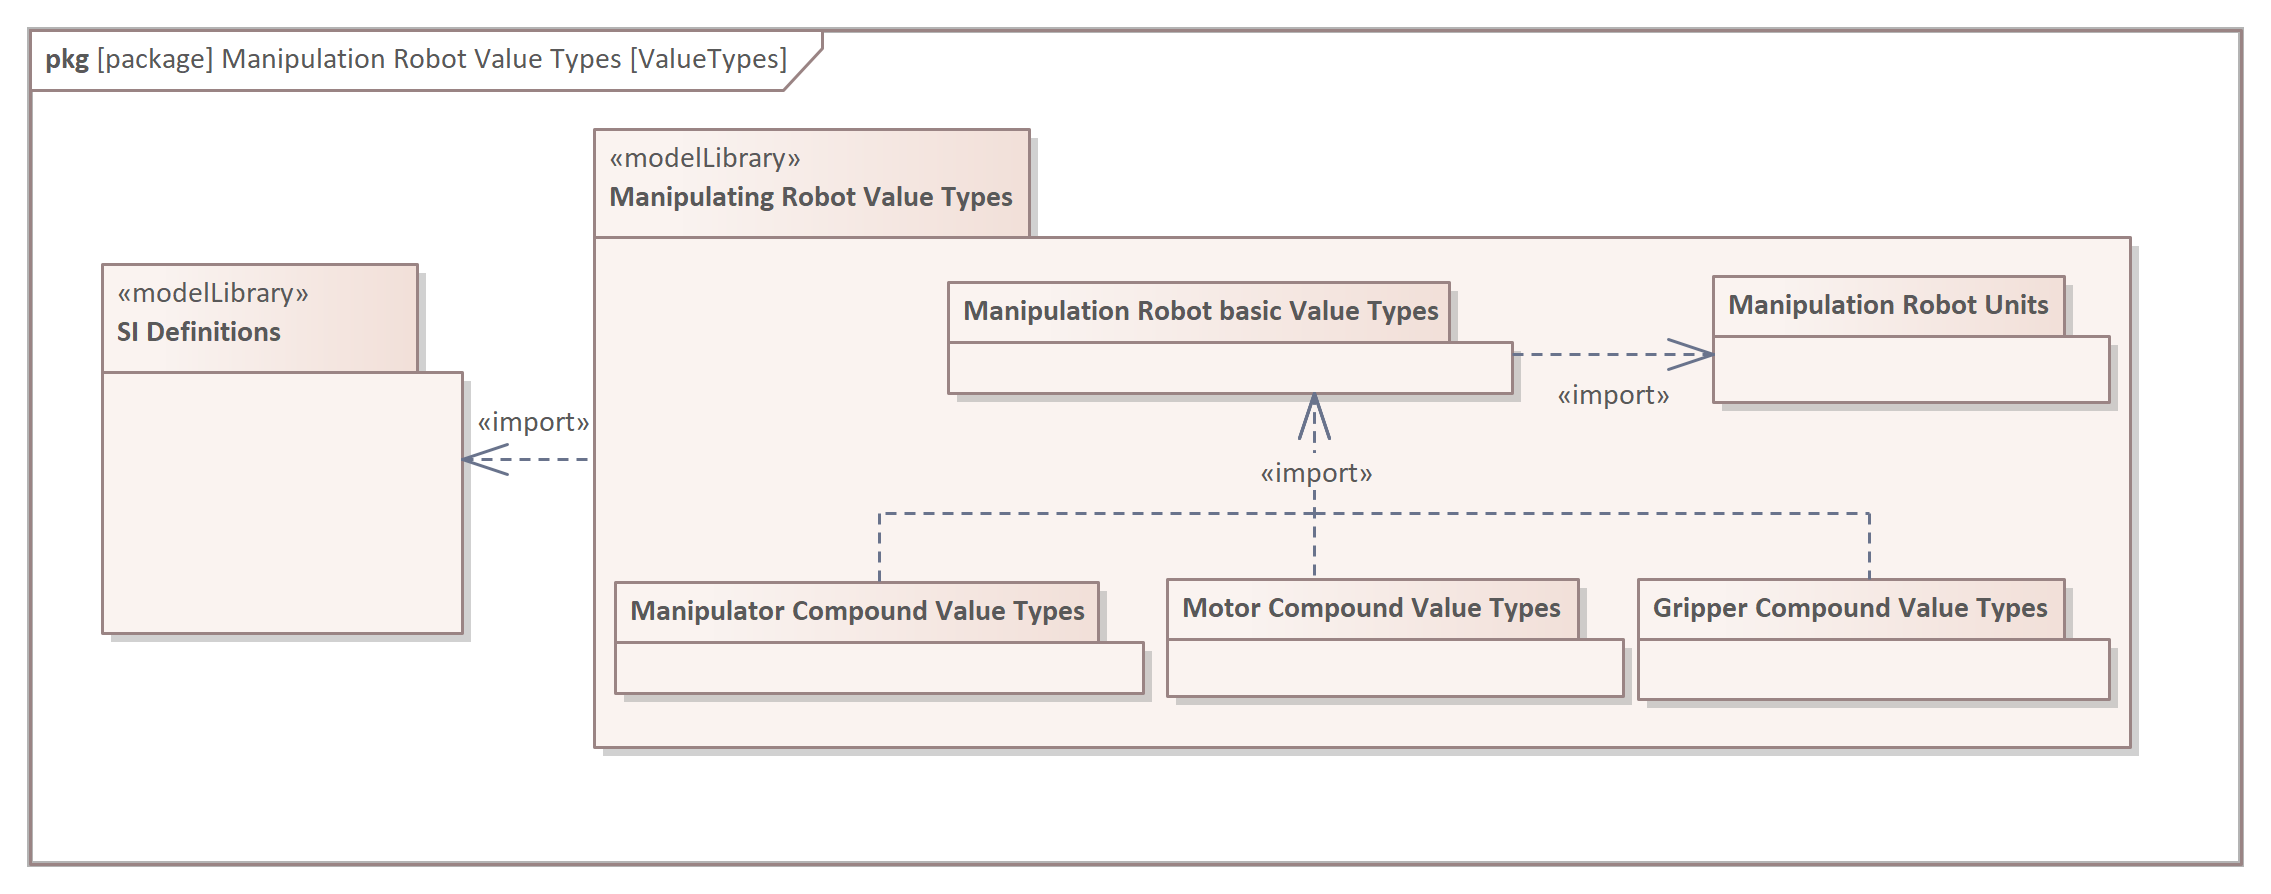 pkg [package] Manipulation Robot Value Types [ValueTypes]
«modelLibrary»
Manipulating Robot Value Types
«modelLibrary»
SI Definitions
«import»
Manipulation Robot basic Value Types
Manipulation Robot Units
«import»
«import»
Manipulator Compound Value Types
Motor Compound Value Types
Gripper Compound Value Types